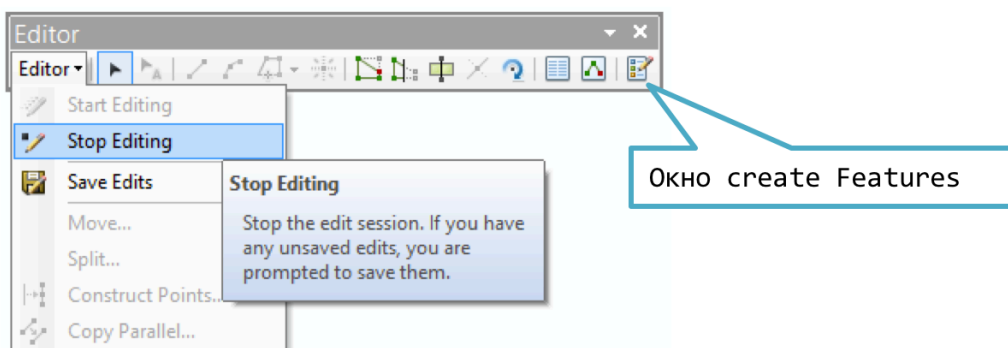 Editor
Editor
Start Editing
Stop Editing
Save Edits
Move...
Split...
Construct Points...
Copy Parallel...
Stop Editing
Stop the edit session. If you have
any unsaved edits, you are
prompted to save them.
Окно create Features